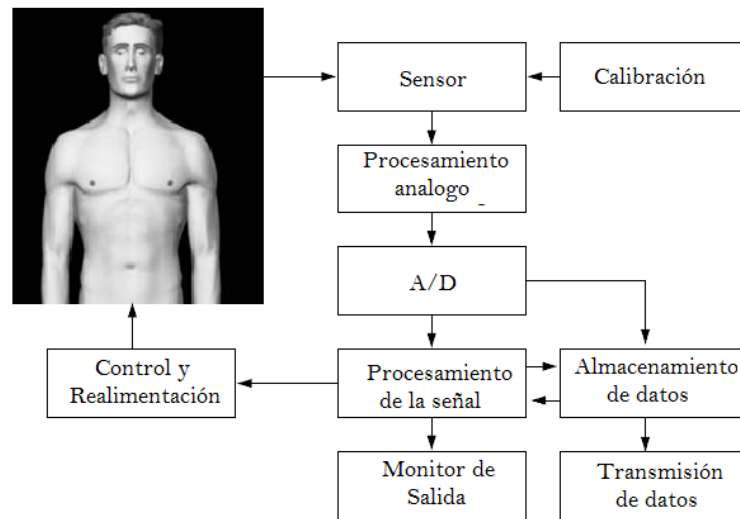 Sensor
Calibración
Procesamiento
analogo
A/D
Control y
Realimentación
Procesamiento
de la señal
Almacenamiento
de datos
Monitor de
Salida
Transmisión
de datos